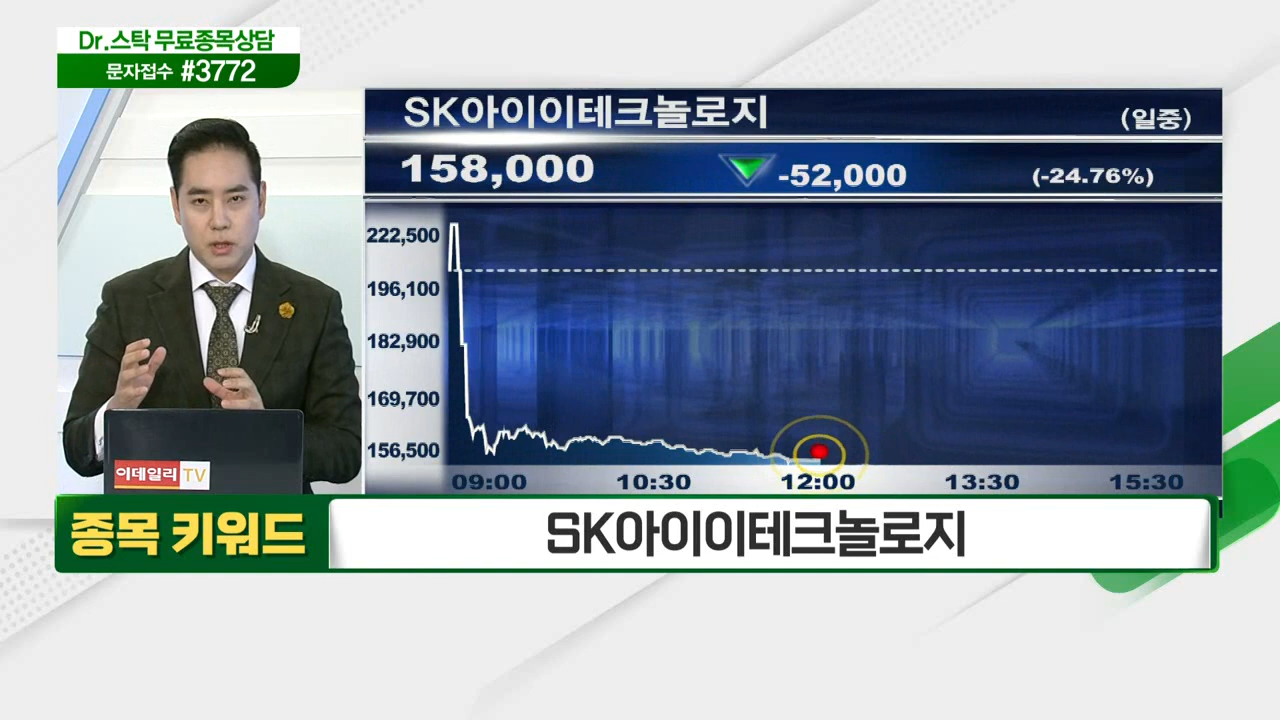 Dr.스탁 무료종목상담
문자접수 #3772
SK아이이테크놀로지 (일중)
158,000 ▼ -52,000 (-24.76%)
222,500
196,100
182,900
169,700
156,500
09:00 10:30 12:00 13:30 15:30
이데일리 TV
종목 키워드 SK아이이테크놀로지